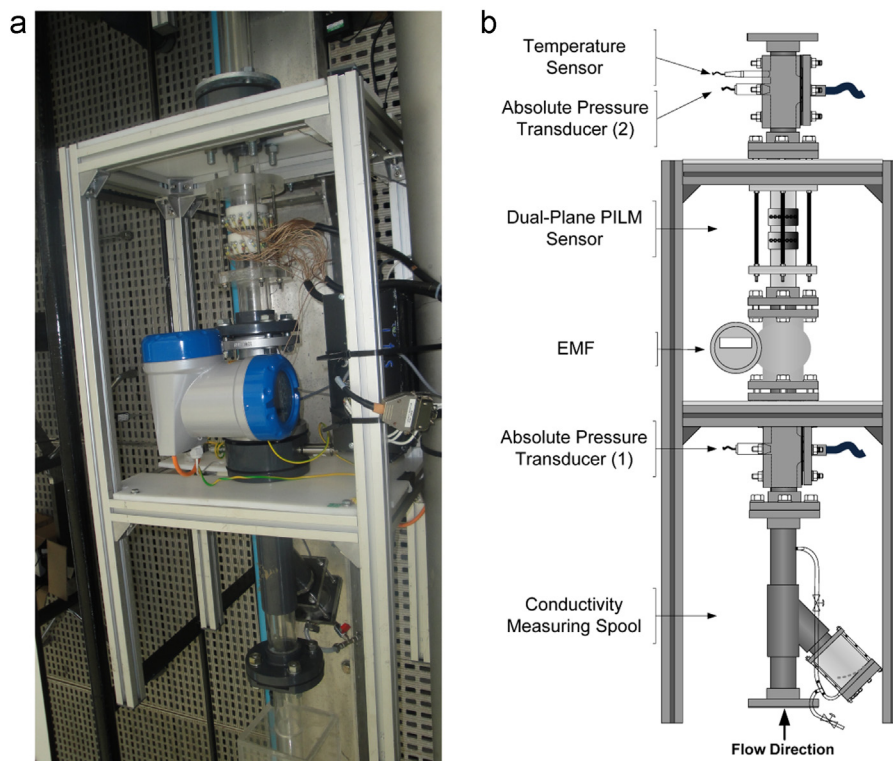 a
b
Temperature
Sensor
Absolute Pressure
Transducer (2)
Dual-Plane PILM
Sensor
EMF
Absolute Pressure
Transducer (1)
Conductivity
Measuring Spool
Flow Direction